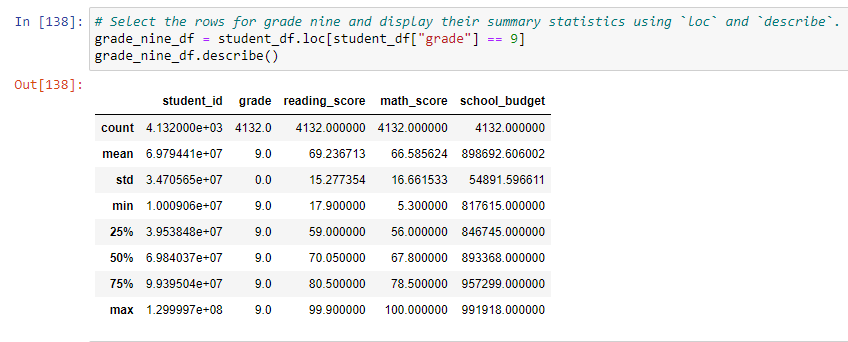 In [138]: # Select the rows for grade nine and display their summary statistics using `loc` and `describe`.
grade_nine_df = student_df.loc[student_df["grade"] == 9]
grade_nine_df.describe()
Out[138]:
student_id grade reading_score math_score school_budget
count 4.132000e+03 4132.0 4132.000000 4132.000000 4132.000000
mean 6.979441e+07 9.0 69.236713 66.585624 898692.606002
std 3.470565e+07 0.0 15.277354 16.661533 54891.596611
min 1.000906e+07 9.0 17.900000 5.300000 817615.000000
25% 3.953848e+07 9.0 59.000000 56.000000 846745.000000
50% 6.984037e+07 9.0 70.050000 67.800000 893368.000000
75% 9.939504e+07 9.0 80.500000 78.500000 957299.000000
max 1.299997e+08 9.0 99.900000 100.000000 991918.000000